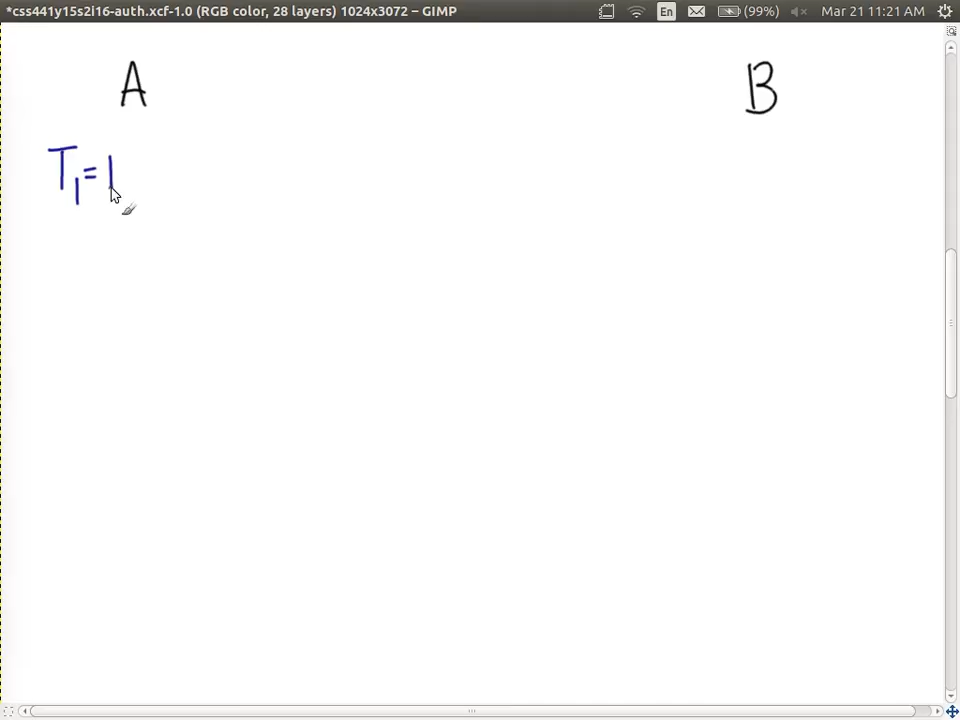 *css441y15s2i16-auth.xcf-1.0 (RGB color, 28 layers) 1024x3072 – GIMP En (99%) Mar 21 11:21 AM
A B
T1=1